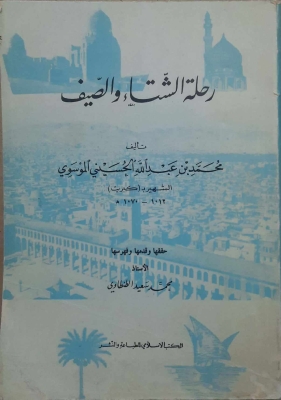 رحلة الشتاء والصيف
تأليف
محمد بن عبد الله الحسيني الموسوي
الشهير بـ (كبريت)
١٠١٢ - ١٠٧٠ هـ
حققها وقدمها وفهرسها
الأستاذ
محمد سعيد الطنطاوي
المكتب الإسلامي للطباعة والنشر